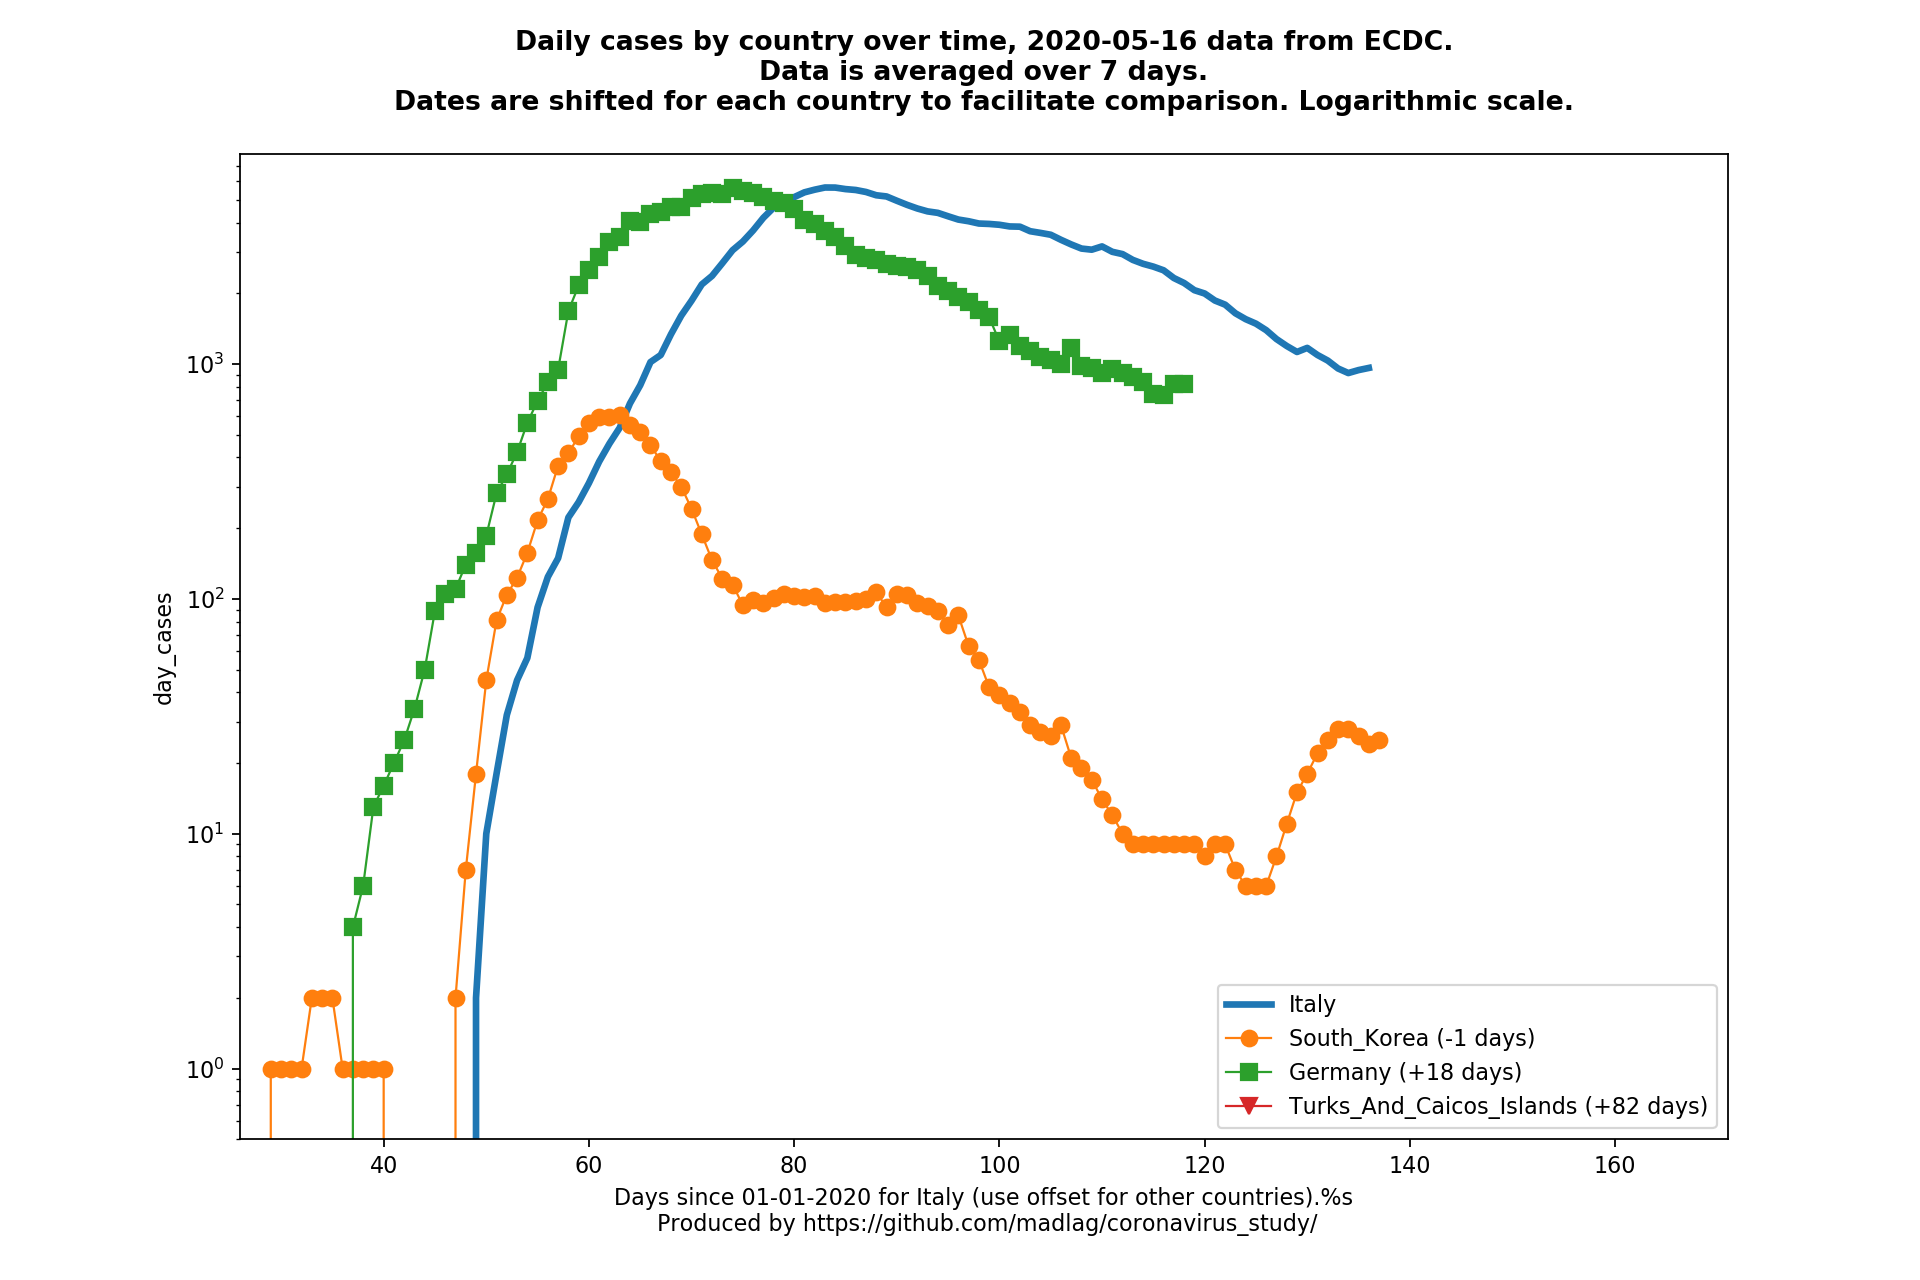 Daily cases by country over time, 2020-05-16 data from ECDC.
Data is averaged over 7 days.
Dates are shifted for each country to facilitate comparison. Logarithmic scale.
day_cases
10³
10²
10¹
10⁰
Italy
South_Korea (-1 days)
Germany (+18 days)
Turks_And_Caicos_Islands (+82 days)
40 60 80 100 120 140 160
Days since 01-01-2020 for Italy (use offset for other countries).%s
Produced by https://github.com/madlag/coronavirus_study/